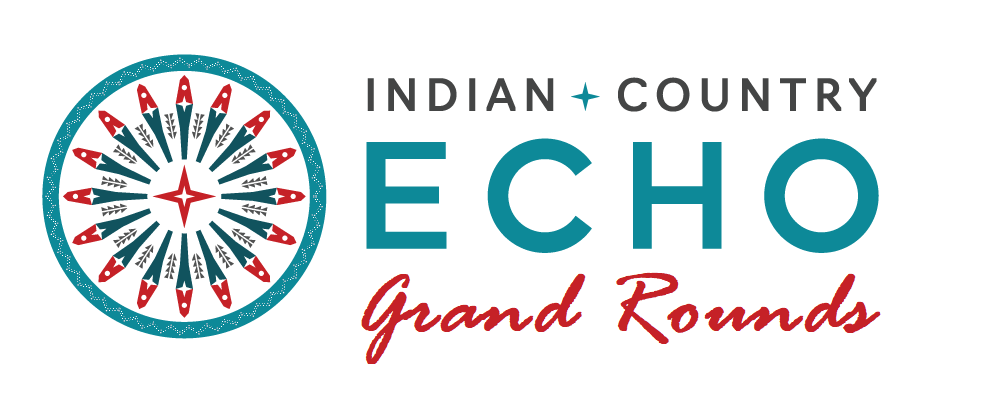 INDIAN COUNTRY
ECHO
Grand Rounds